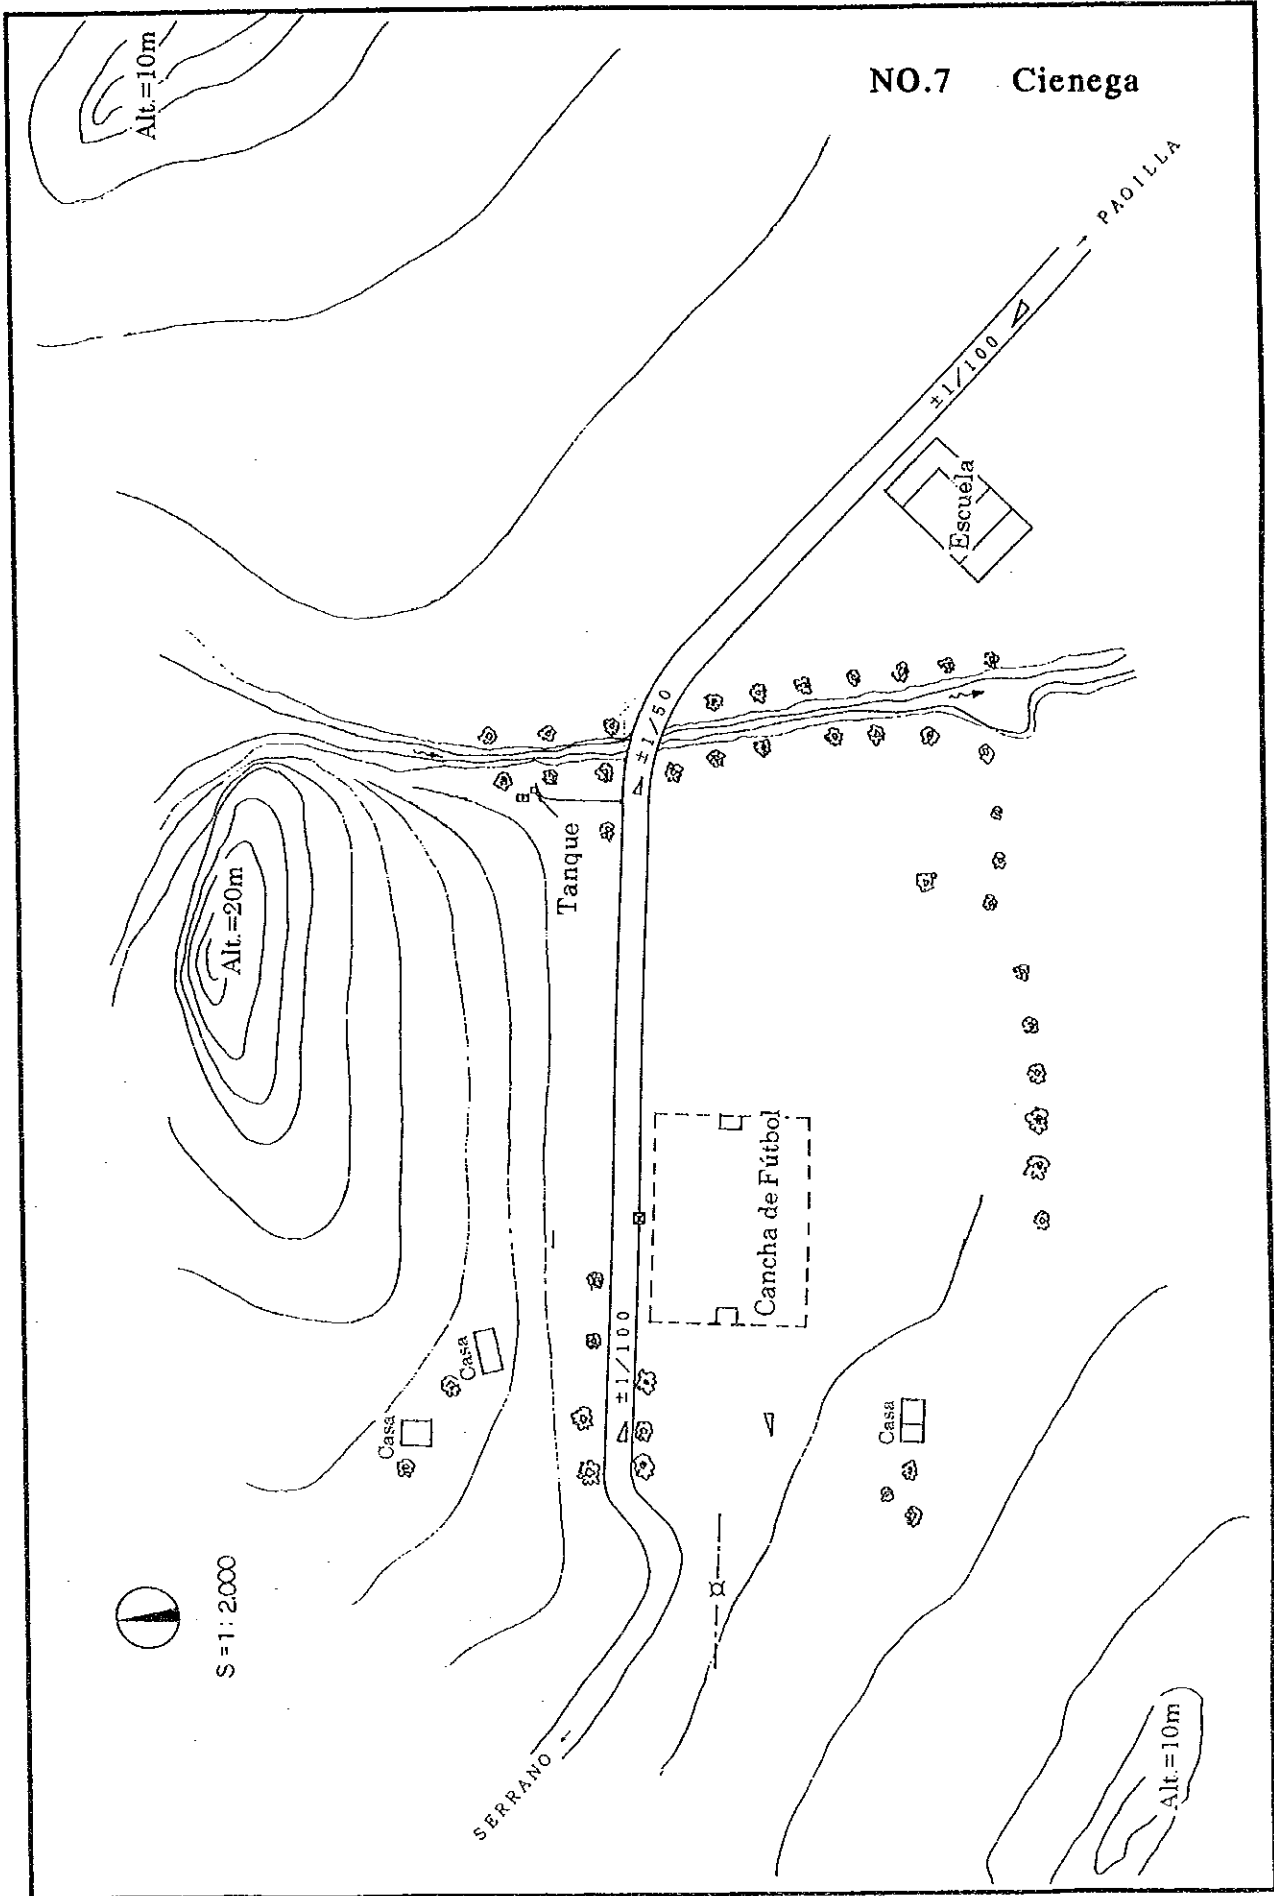 NO.7 Cienega
Alt.=10m
PAOILLA
±1/100
Escuela
±1/50
Tanque
Alt.=20m
Cancha de Fútbol
±1/100
Casa
Casa
Casa
S=1:2.000
SERRANO
Alt.=10m